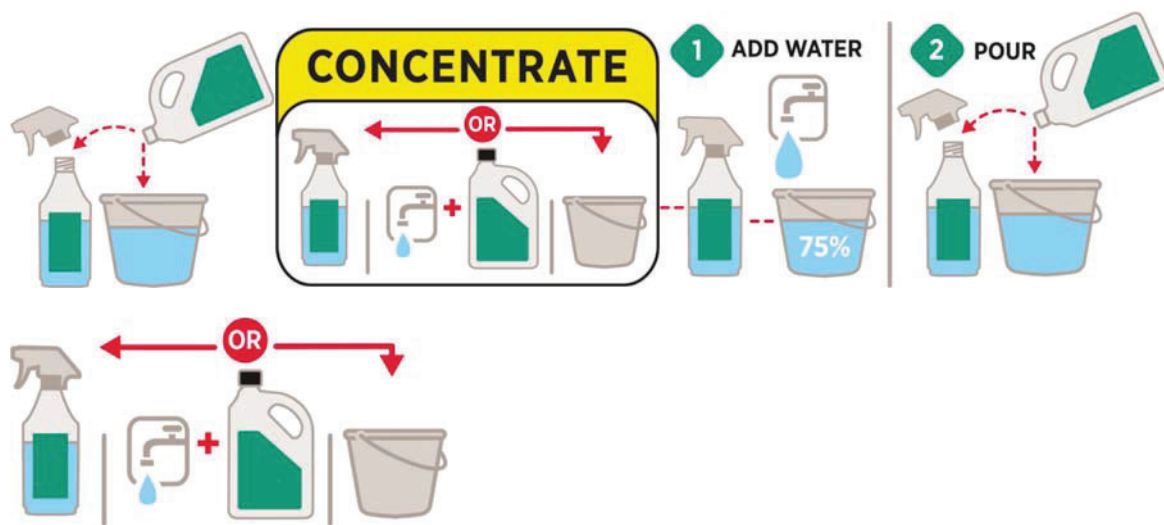 CONCENTRATE
OR
1 ADD WATER
75%
2 POUR
OR